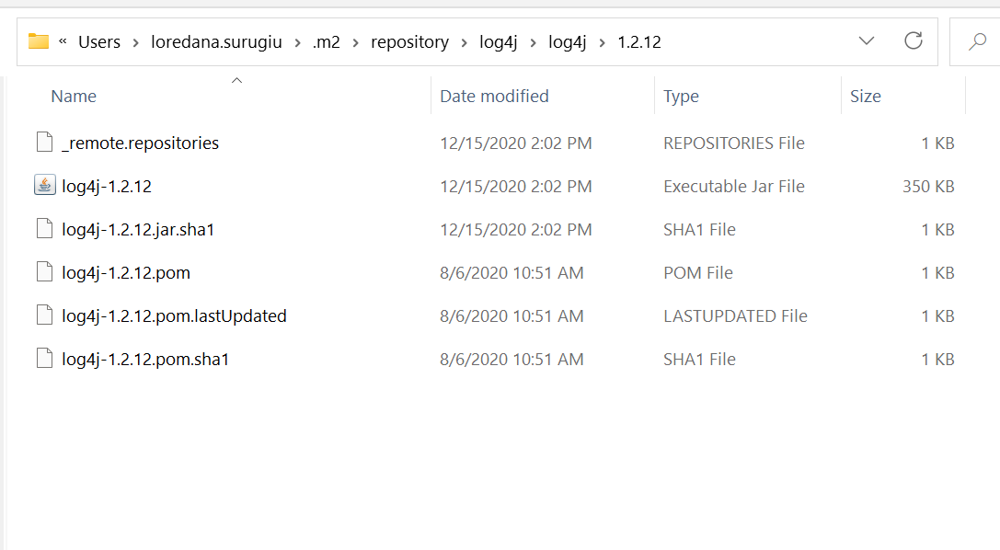 « Users > loredana.surugiu > .m2 > repository > log4j > log4j > 1.2.12
Name Date modified Type Size
_remote.repositories 12/15/2020 2:02 PM REPOSITORIES File 1 KB
log4j-1.2.12 12/15/2020 2:02 PM Executable Jar File 350 KB
log4j-1.2.12.jar.sha1 12/15/2020 2:02 PM SHA1 File 1 KB
log4j-1.2.12.pom 8/6/2020 10:51 AM POM File 1 KB
log4j-1.2.12.pom.lastUpdated 8/6/2020 10:51 AM LASTUPDATED File 1 KB
log4j-1.2.12.pom.sha1 8/6/2020 10:51 AM SHA1 File 1 KB